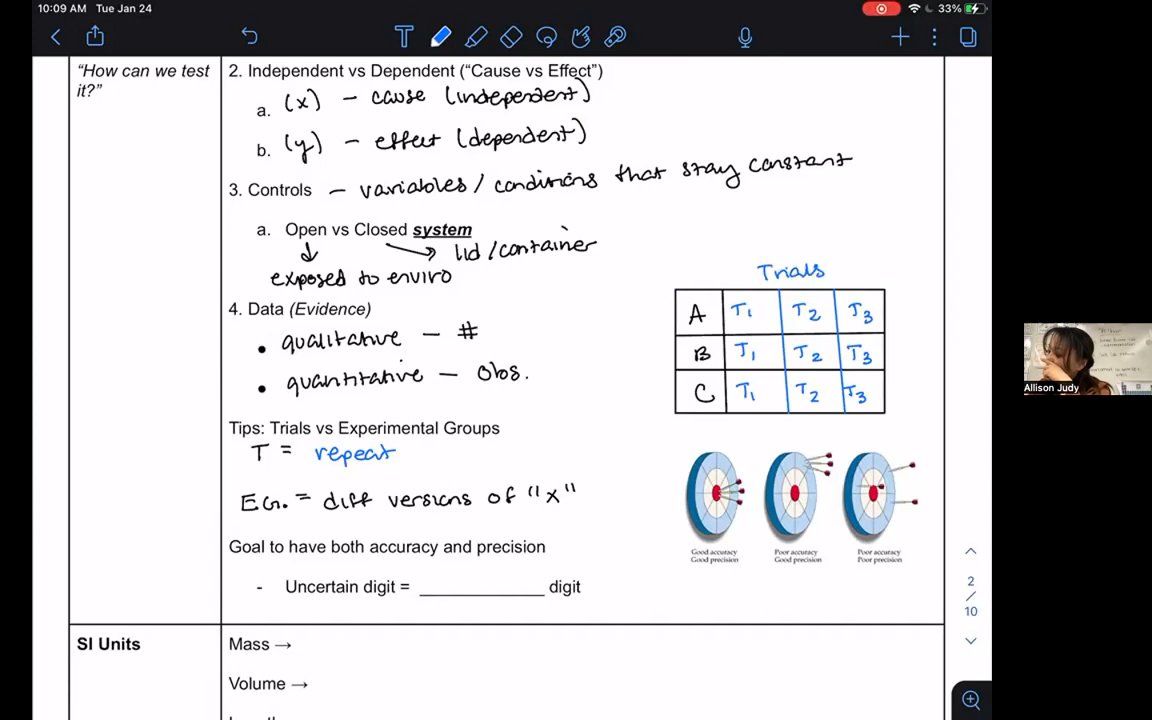 10:09 AM Tue Jan 24
33%
"How can we test
it?"
2. Independent vs Dependent ("Cause vs Effect")
a. (x) – cause (independent)
b. (y) – effect (dependent)
3. Controls – variables / conditions that stay constant
a. Open vs Closed system
lid / container
exposed to enviro
4. Data (Evidence)
• qualitative – #
• quantitative – obs.
Tips: Trials vs Experimental Groups
T = repeat
E.G. = diff versions of "x"
Goal to have both accuracy and precision
- Uncertain digit = ____________ digit
Trials
A T1 T2 T3
B T1 T2 T3
C T1 T2 T3
Good accuracy
Good precision
Poor accuracy
Good precision
Poor accuracy
Poor precision
SI Units
Mass →
Volume →
2
/
10
Allison Judy